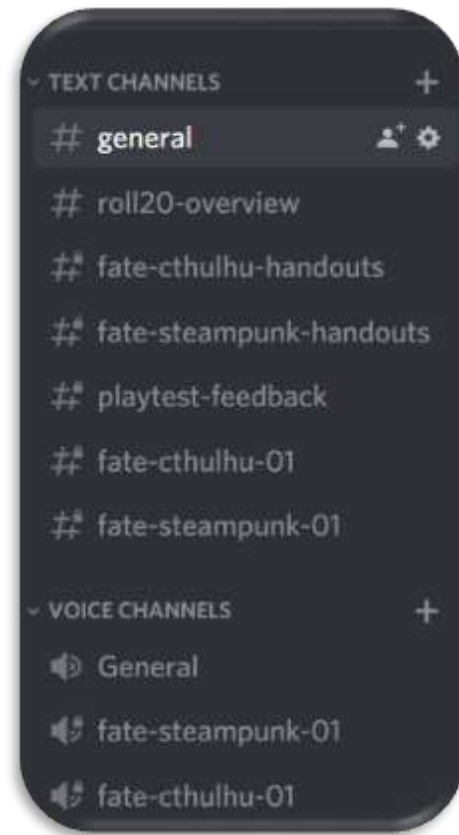 TEXT CHANNELS
# general
# roll20-overview
# fate-cthulhu-handouts
# fate-steampunk-handouts
# playtest-feedback
# fate-cthulhu-01
# fate-steampunk-01
VOICE CHANNELS
General
fate-steampunk-01
fate-cthulhu-01